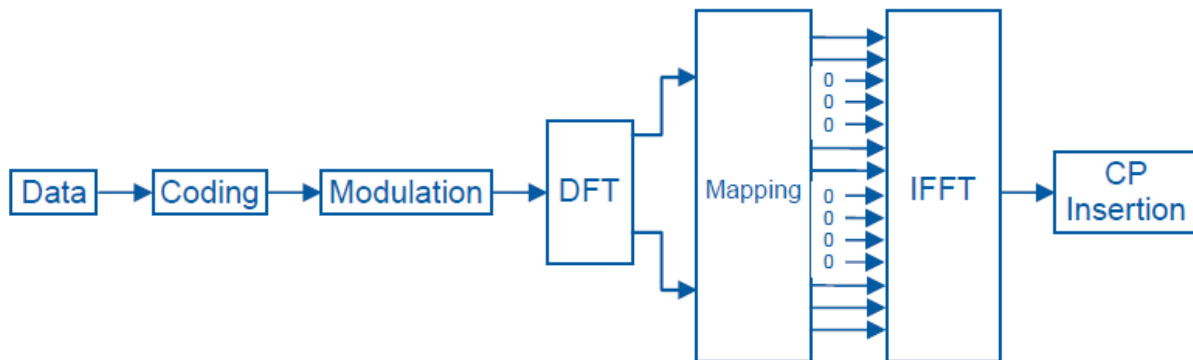 Data
Coding
Modulation
DFT
Mapping
0
0
0
0
0
0
0
IFFT
CP
Insertion